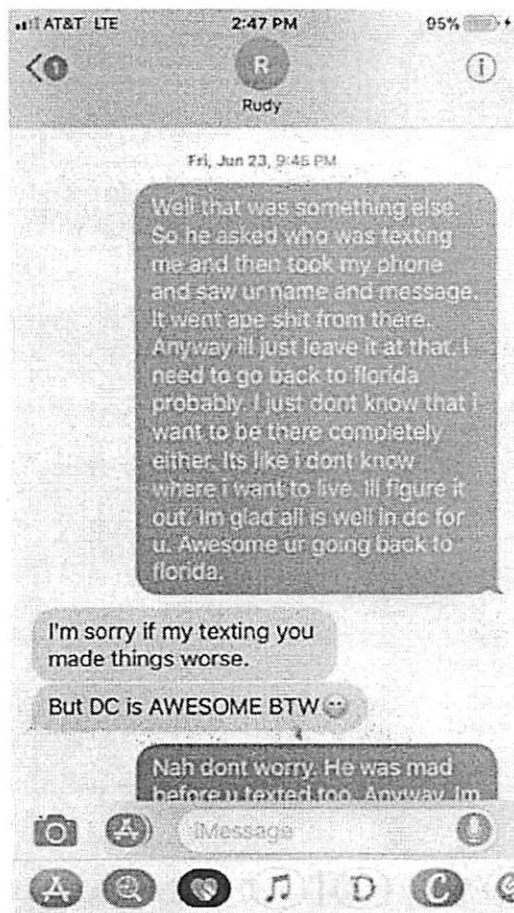 AT&T LTE 2:47 PM 95%
1
R
Rudy
Fri, Jun 23, 9:45 PM
Well that was something else.
So he asked who was texting
me and then took my phone
and saw ur name and message.
It went ape shit from there.
Anyway ill just leave it at that. I
need to go back to florida
probably. I just dont know that i
want to be there completely
either. Its like i dont know
where i want to live. Ill figure it
out. Im glad all is well in dc for
u. Awesome ur going back to
florida.
I'm sorry if my texting you
made things worse.
But DC is AWESOME BTW😁
Nah dont worry. He was mad
before u texted too. Anyway. Im
iMessage
D
C